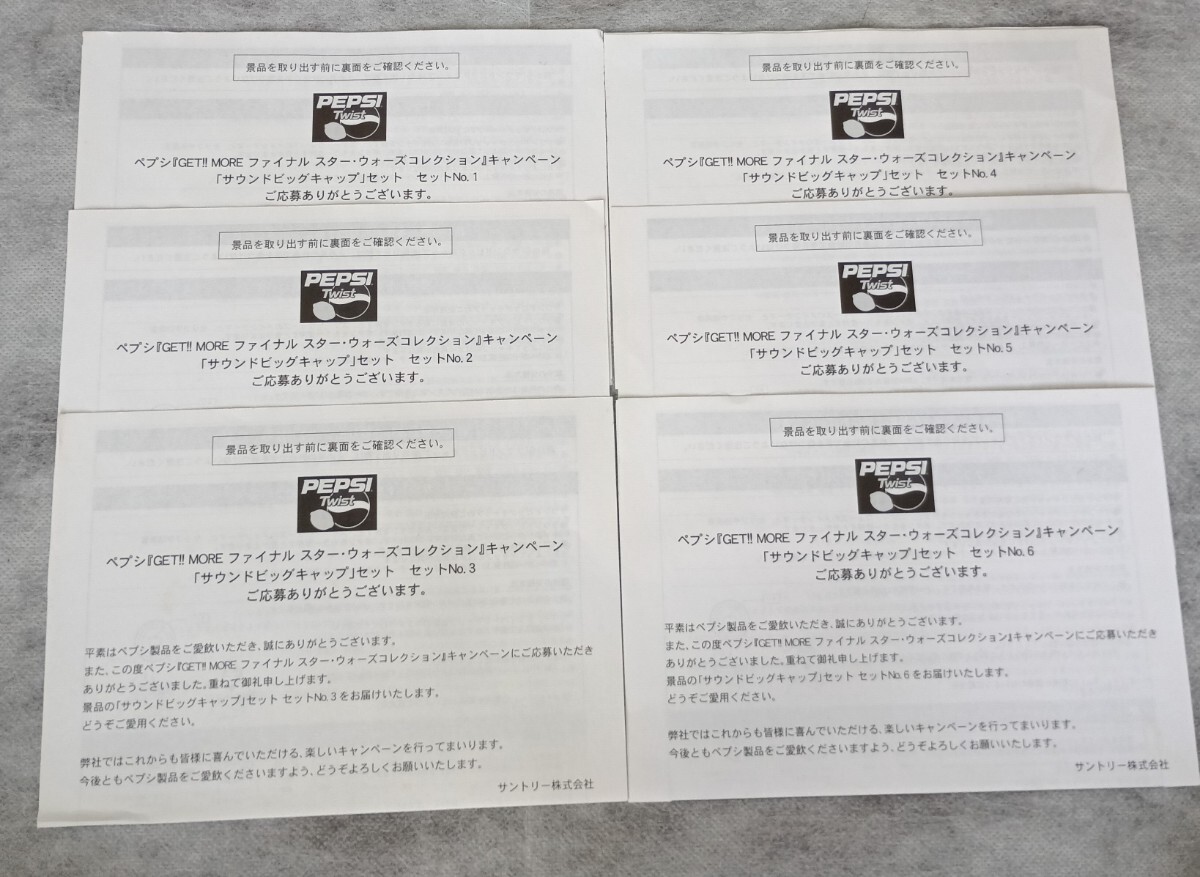 景品を取り出す前に裏面をご確認ください。
PEPSI
Twist
ペプシ『GET!! MORE ファイナル スター・ウォーズコレクション』キャンペーン
「サウンドビッグキャップ」セット　セットNo. 1
ご応募ありがとうございます。
景品を取り出す前に裏面をご確認ください。
PEPSI
Twist
ペプシ『GET!! MORE ファイナル スター・ウォーズコレクション』キャンペーン
「サウンドビッグキャップ」セット　セットNo. 2
ご応募ありがとうございます。
景品を取り出す前に裏面をご確認ください。
PEPSI
Twist
ペプシ『GET!! MORE ファイナル スター・ウォーズコレクション』キャンペーン
「サウンドビッグキャップ」セット　セットNo. 3
ご応募ありがとうございます。
平素はペプシ製品をご愛飲いただき、誠にありがとうございます。
また、この度ペプシ『GET!! MORE ファイナル スター・ウォーズコレクション』キャンペーンにご応募いただき
ありがとうございました。重ねて御礼申し上げます。
景品の「サウンドビッグキャップ」セット セットNo. 3 をお届けいたします。
どうぞご愛用ください。
弊社ではこれからも皆様に喜んでいただける、楽しいキャンペーンを行ってまいります。
今後ともペプシ製品をご愛飲くださいますよう、どうぞよろしくお願いいたします。
サントリー株式会社
景品を取り出す前に裏面をご確認ください。
PEPSI
Twist
ペプシ『GET!! MORE ファイナル スター・ウォーズコレクション』キャンペーン
「サウンドビッグキャップ」セット　セットNo. 4
ご応募ありがとうございます。
景品を取り出す前に裏面をご確認ください。
PEPSI
Twist
ペプシ『GET!! MORE ファイナル スター・ウォーズコレクション』キャンペーン
「サウンドビッグキャップ」セット　セットNo. 5
ご応募ありがとうございます。
景品を取り出す前に裏面をご確認ください。
PEPSI
Twist
ペプシ『GET!! MORE ファイナル スター・ウォーズコレクション』キャンペーン
「サウンドビッグキャップ」セット　セットNo. 6
ご応募ありがとうございます。
平素はペプシ製品をご愛飲いただき、誠にありがとうございます。
また、この度ペプシ『GET!! MORE ファイナル スター・ウォーズコレクション』キャンペーンにご応募いただき
ありがとうございました。重ねて御礼申し上げます。
景品の「サウンドビッグキャップ」セット セットNo. 6 をお届けいたします。
どうぞご愛用ください。
弊社ではこれからも皆様に喜んでいただける、楽しいキャンペーンを行ってまいります。
今後ともペプシ製品をご愛飲くださいますよう、どうぞよろしくお願いいたします。
サントリー株式会社